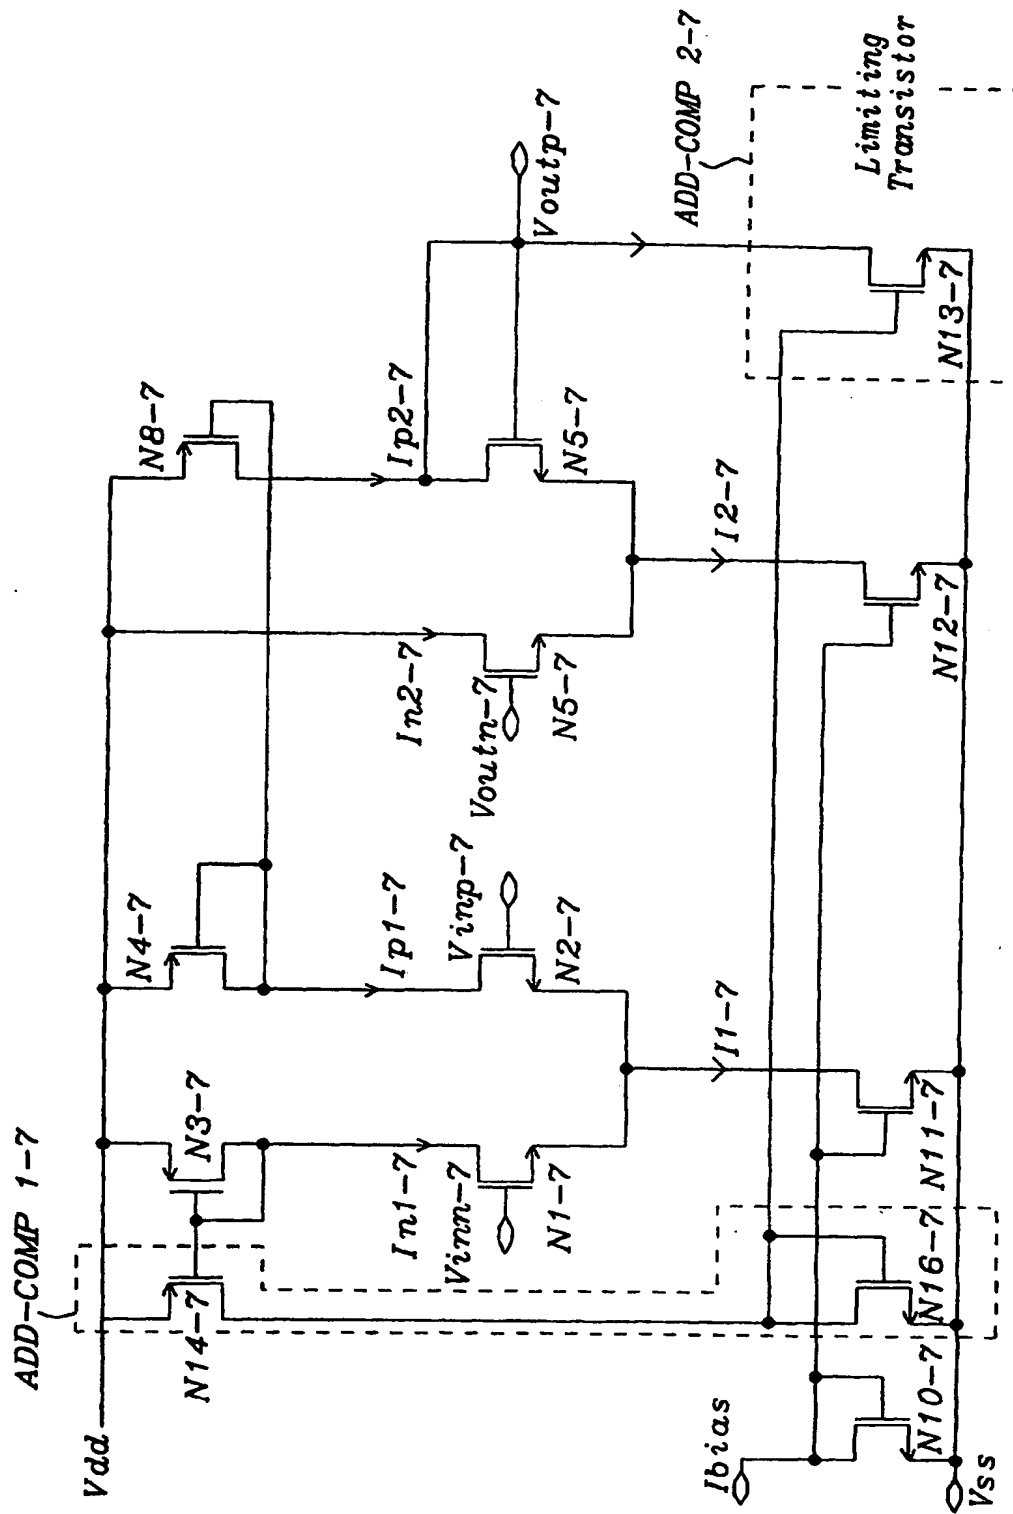 ADD-COMP 1-7
ADD-COMP 2-7
Vdd
N14-7
N3-7
N4-7
N8-7
In1-7
Ip1-7
In2-7
Ip2-7
Vinn-7
Vinp-7
Voutn-7
Voutp-7
N1-7
N2-7
N5-7
N5-7
I1-7
I2-7
Limiting
Transistor
Ibias
N10-7
N16-7
N11-7
N12-7
N13-7
Vss